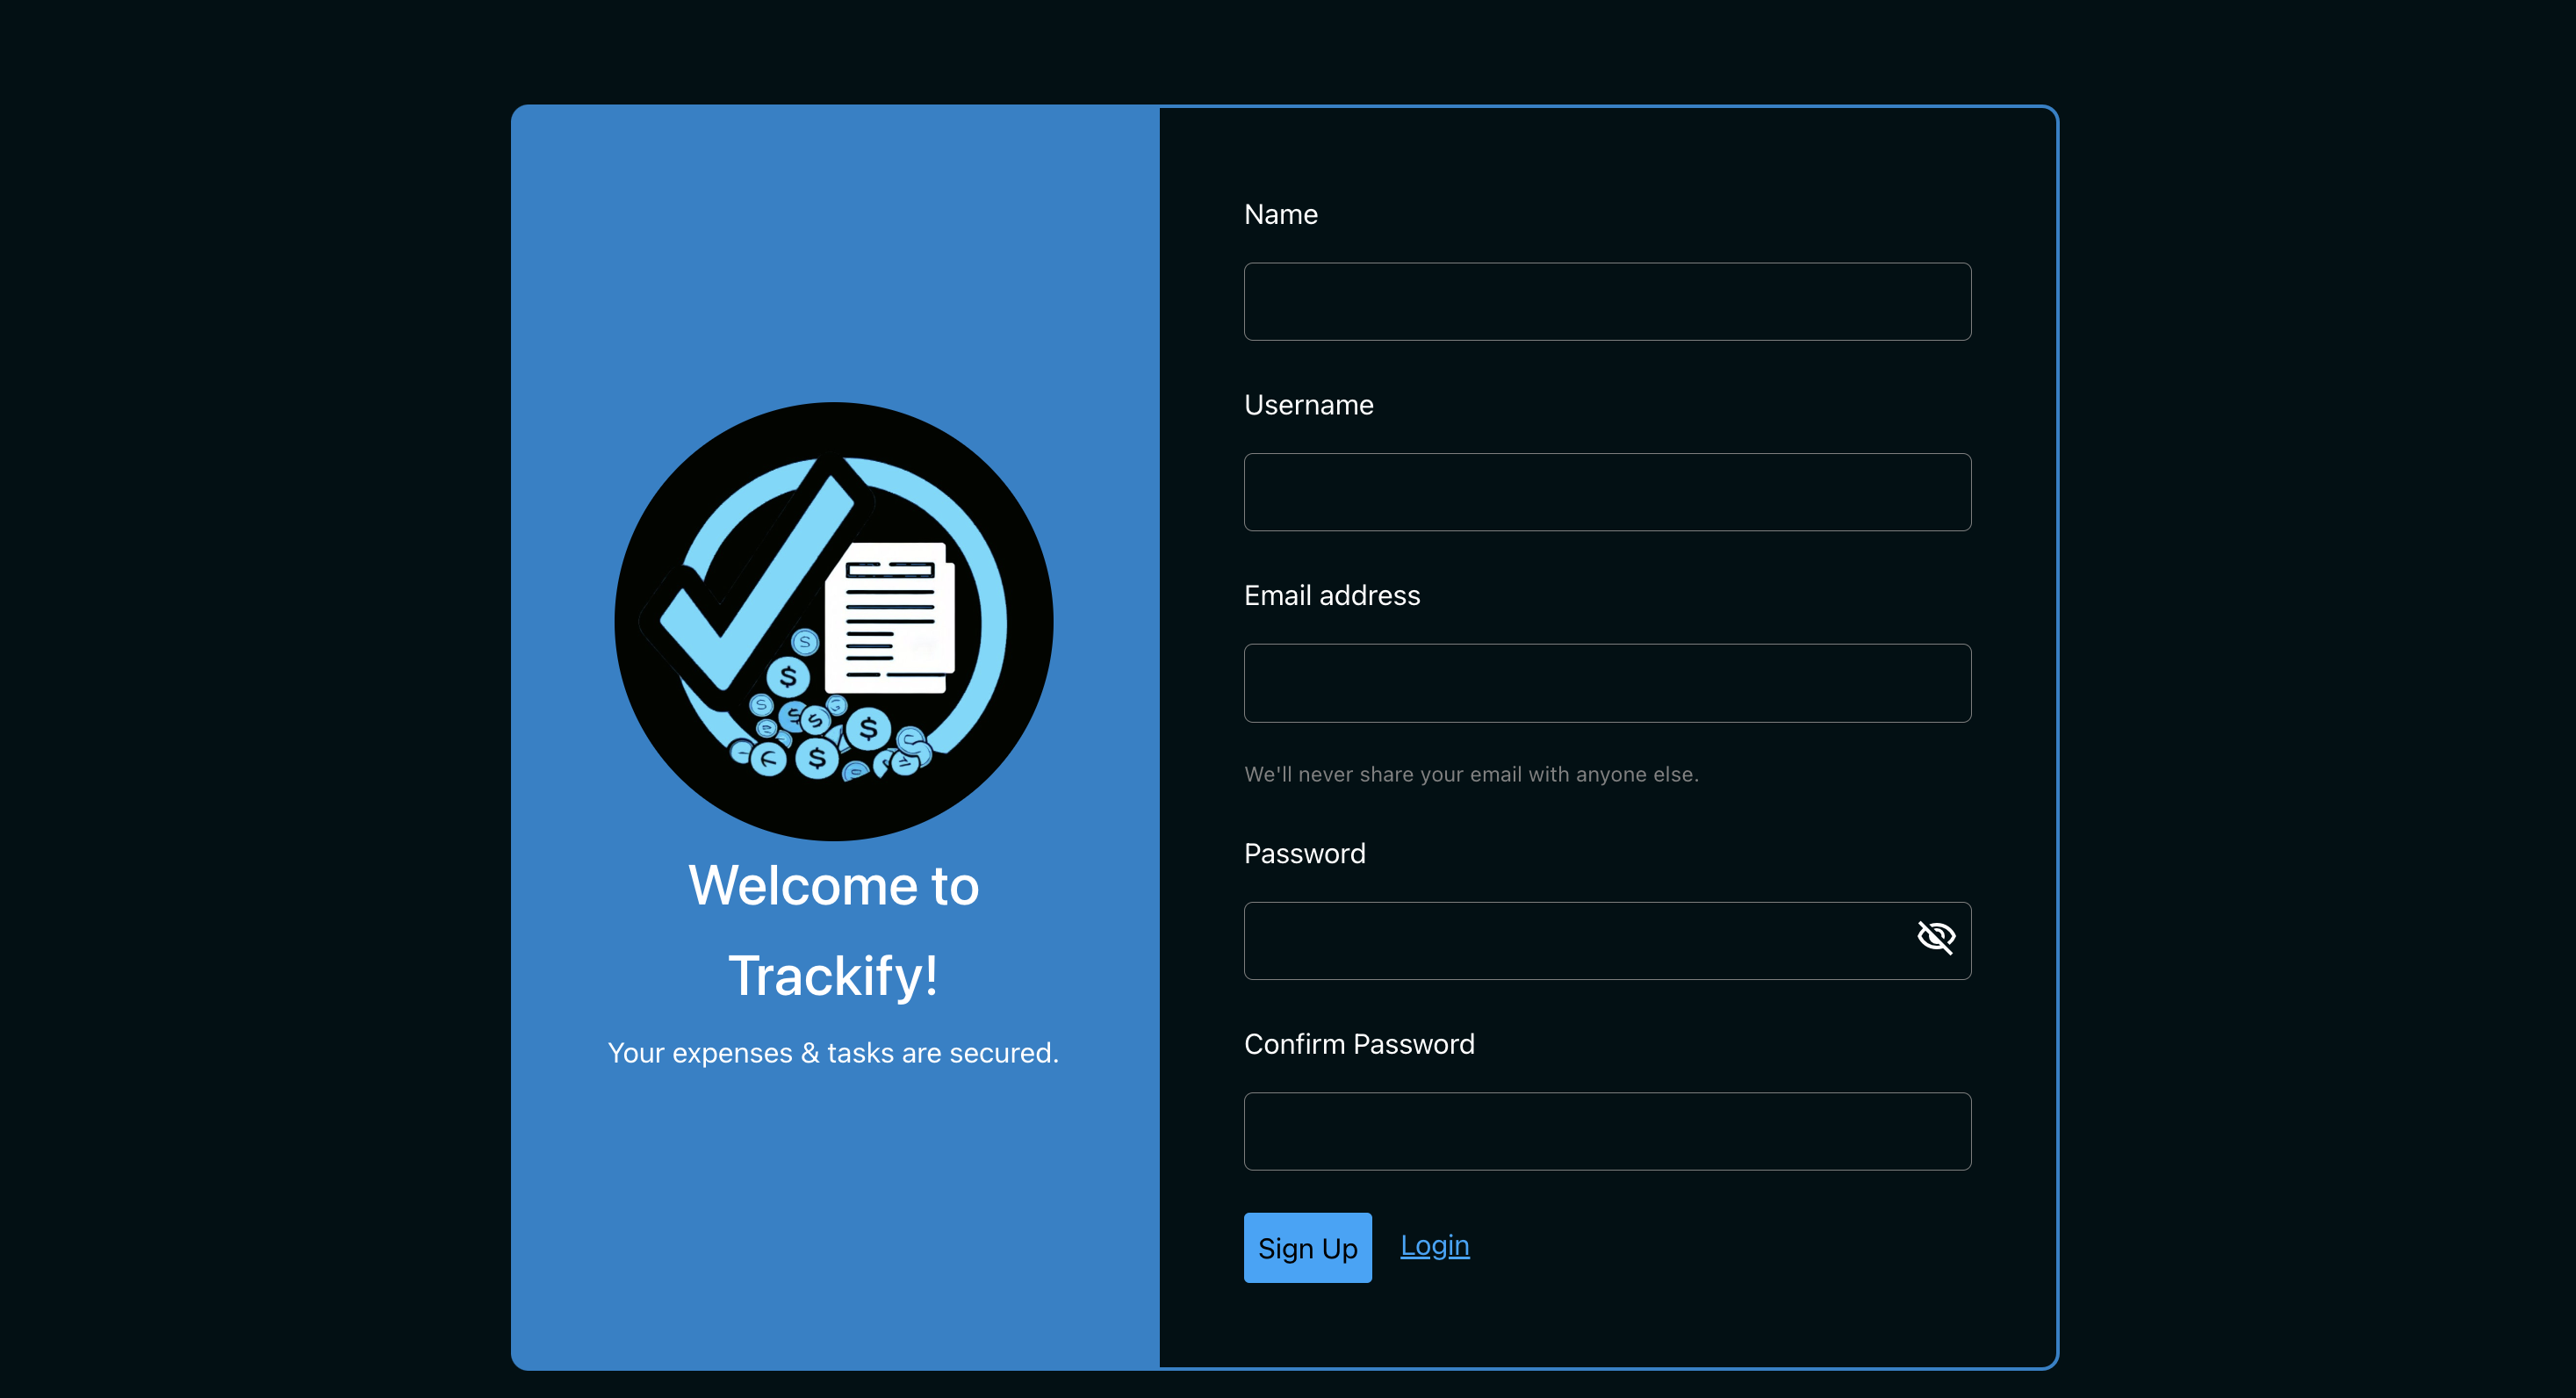 Welcome to
Trackify!
Your expenses & tasks are secured.
Name
Username
Email address
We'll never share your email with anyone else.
Password
Confirm Password
Sign Up
Login